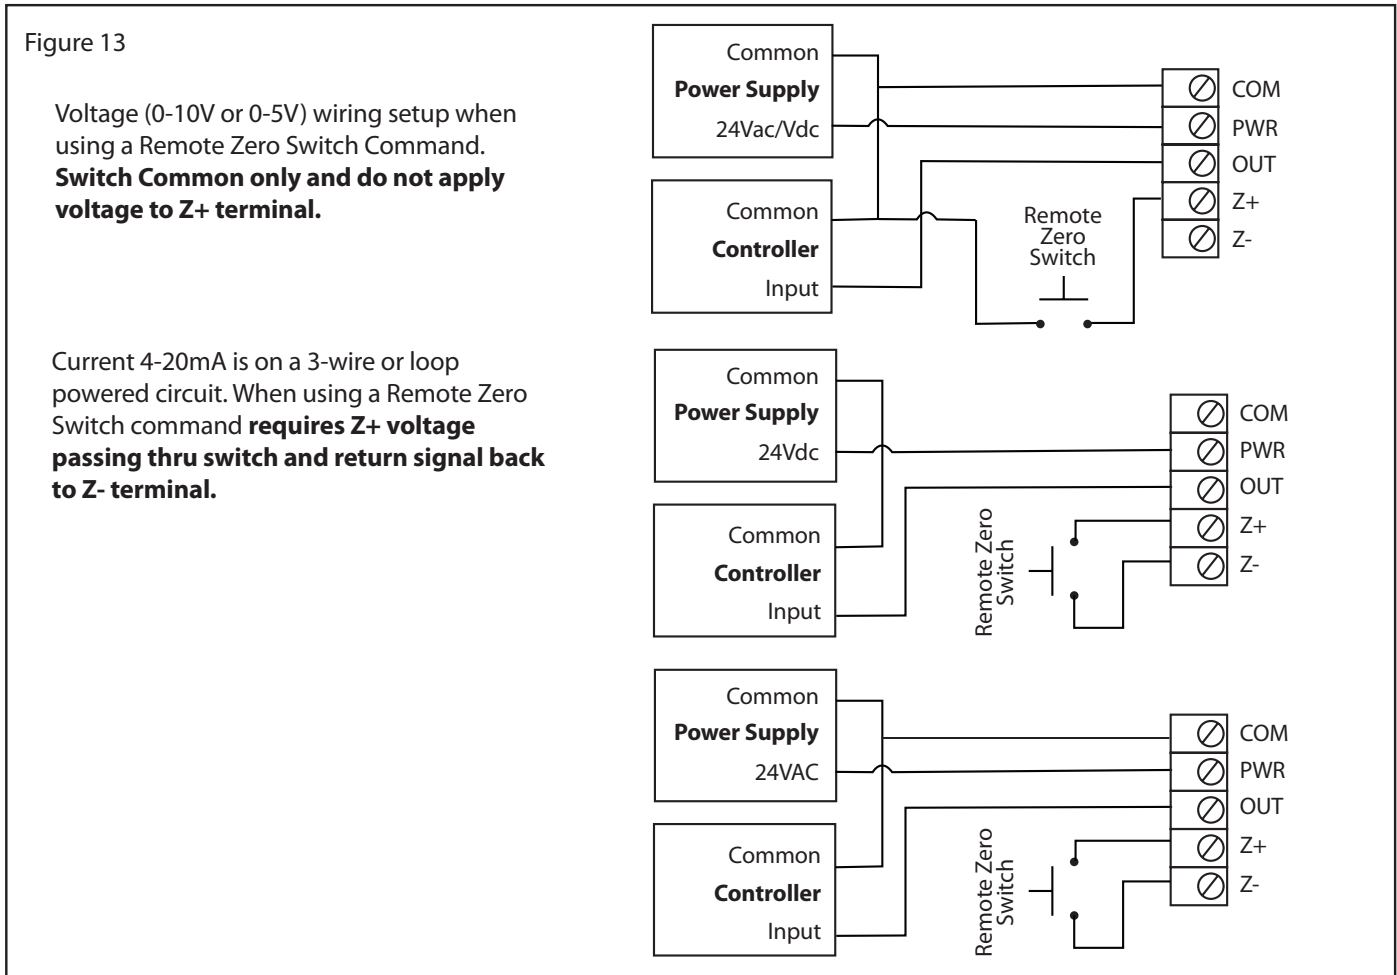 Figure 13
Voltage (0-10V or 0-5V) wiring setup when
using a Remote Zero Switch Command.
Switch Common only and do not apply
voltage to Z+ terminal.
Common
Power Supply
24Vac/Vdc
Common
Controller
Input
Remote
Zero
Switch
COM
PWR
OUT
Z+
Z-
Current 4-20mA is on a 3-wire or loop
powered circuit. When using a Remote Zero
Switch command requires Z+ voltage
passing thru switch and return signal back
to Z- terminal.
Common
Power Supply
24Vdc
Common
Controller
Input
Remote Zero
Switch
COM
PWR
OUT
Z+
Z-
Common
Power Supply
24VAC
Common
Controller
Input
Remote Zero
Switch
COM
PWR
OUT
Z+
Z-